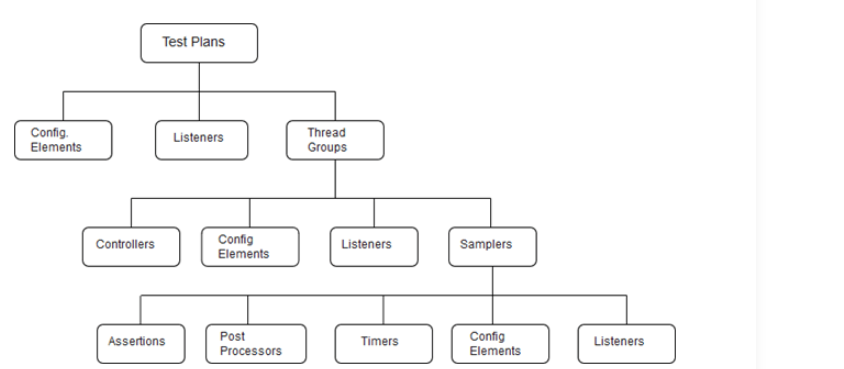 Test Plans
Config.
Elements
Listeners
Thread
Groups
Controllers
Config
Elements
Listeners
Samplers
Assertions
Post
Processors
Timers
Config
Elements
Listeners